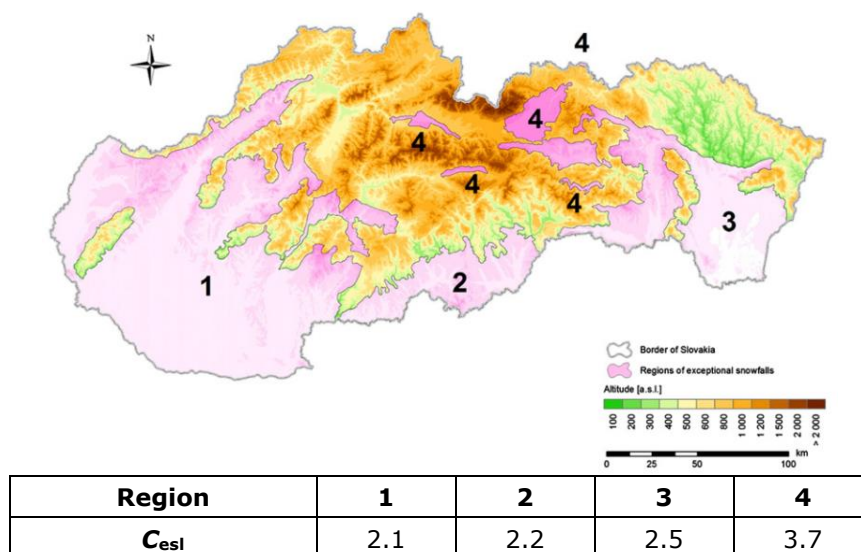 N
4
4
4
4
4
3
1
2
Border of Slovakia
Regions of exceptional snowfalls
Altitude [a.s.l.]
100 200 300 400 500 600 800 1 000 1 200 1 500 2 000 > 2 000
km
0 25 50 100
Region 1 2 3 4
Cesl 2.1 2.2 2.5 3.7